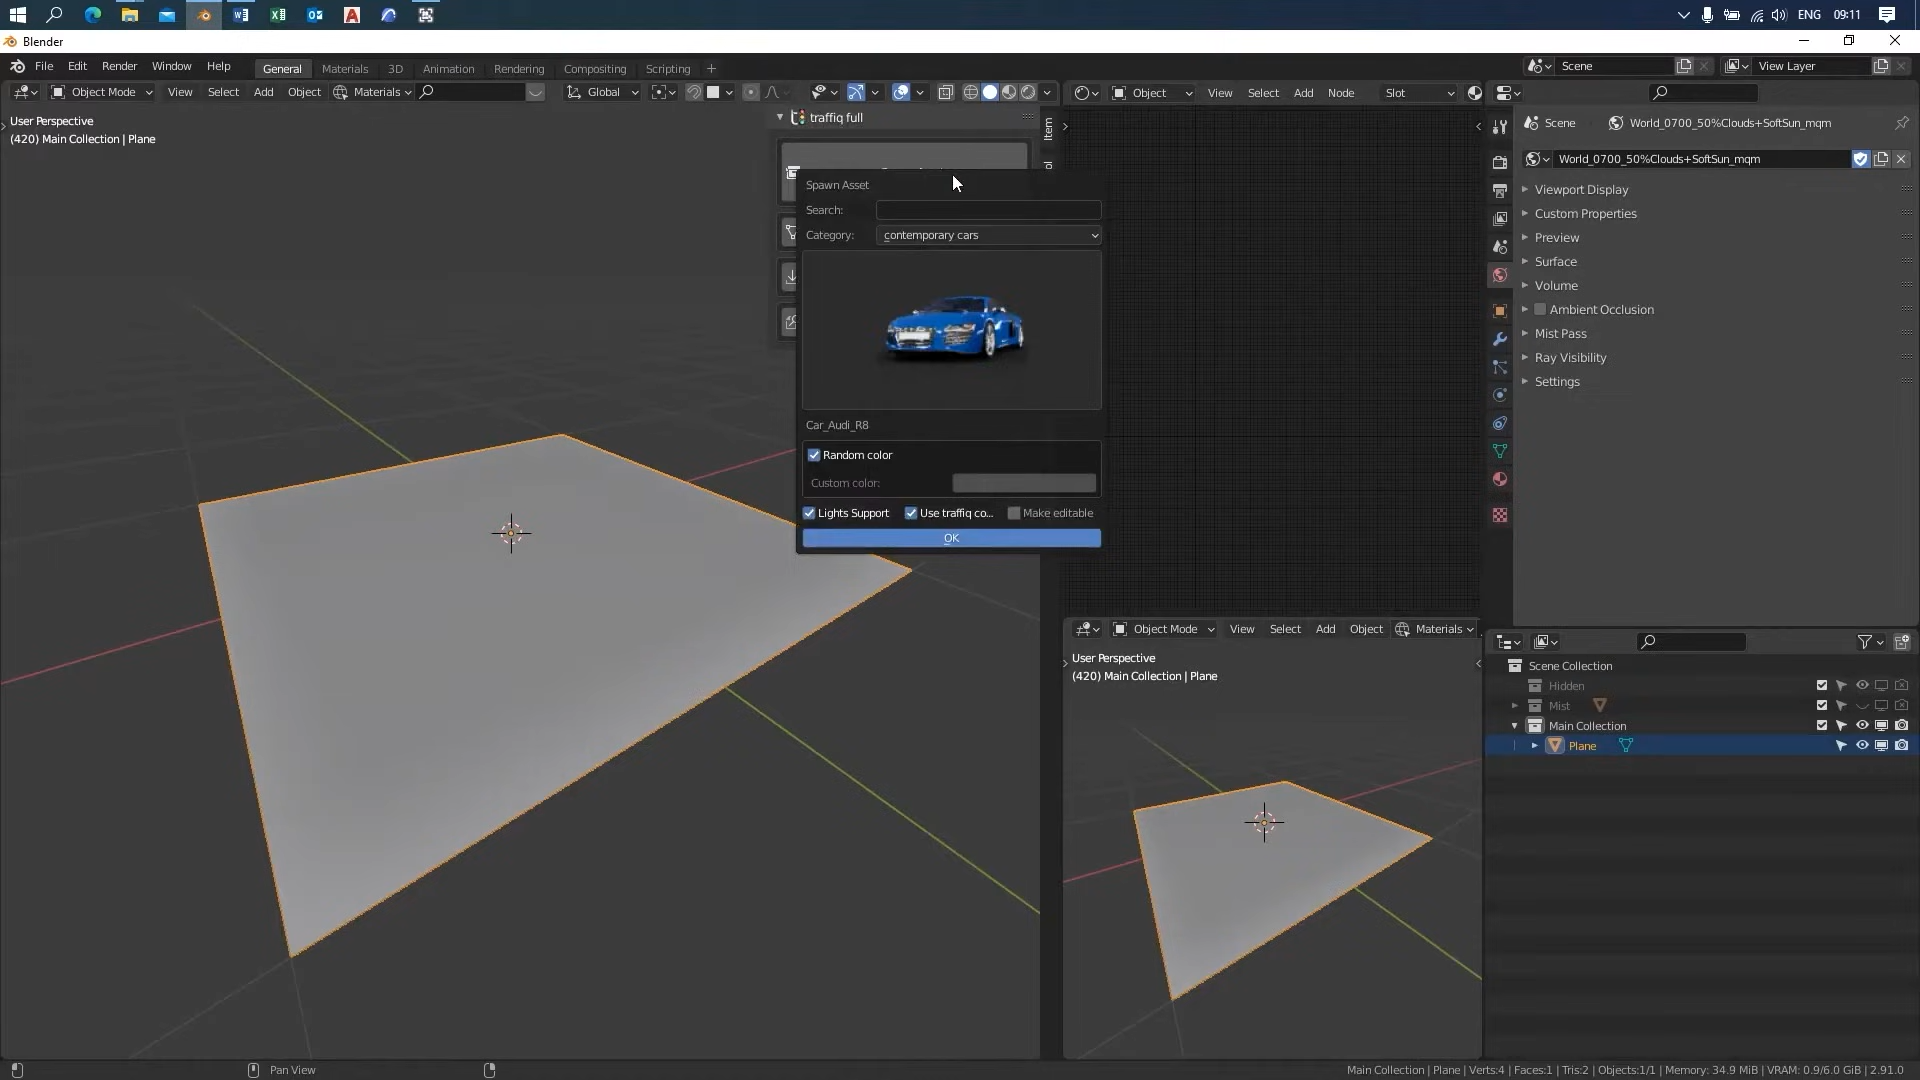 ENG
09:11
Blender
File Edit Render Window Help
General Materials 3D Animation Rendering Compositing Scripting +
Scene
View Layer
Object Mode View Select Add Object Materials
Global
Object View Select Add Node Slot
User Perspective
(420) Main Collection | Plane
traffiq full
Item
Spawn Asset
Search:
Category: contemporary cars
Car_Audi_R8
Random color
Custom color:
Lights Support Use traffiq co... Make editable
OK
Scene World_0700_50%Clouds+SoftSun_mqm
World_0700_50%Clouds+SoftSun_mqm
Viewport Display
Custom Properties
Preview
Surface
Volume
Ambient Occlusion
Mist Pass
Ray Visibility
Settings
Object Mode View Select Add Object Materials
User Perspective
(420) Main Collection | Plane
Scene Collection
Hidden
Mist
Main Collection
Plane
Pan View
Main Collection | Plane | Verts:4 | Faces:1 | Tris:2 | Objects:1/1 | Memory: 34.9 MiB | VRAM: 0.9/6.0 GiB | 2.91.0